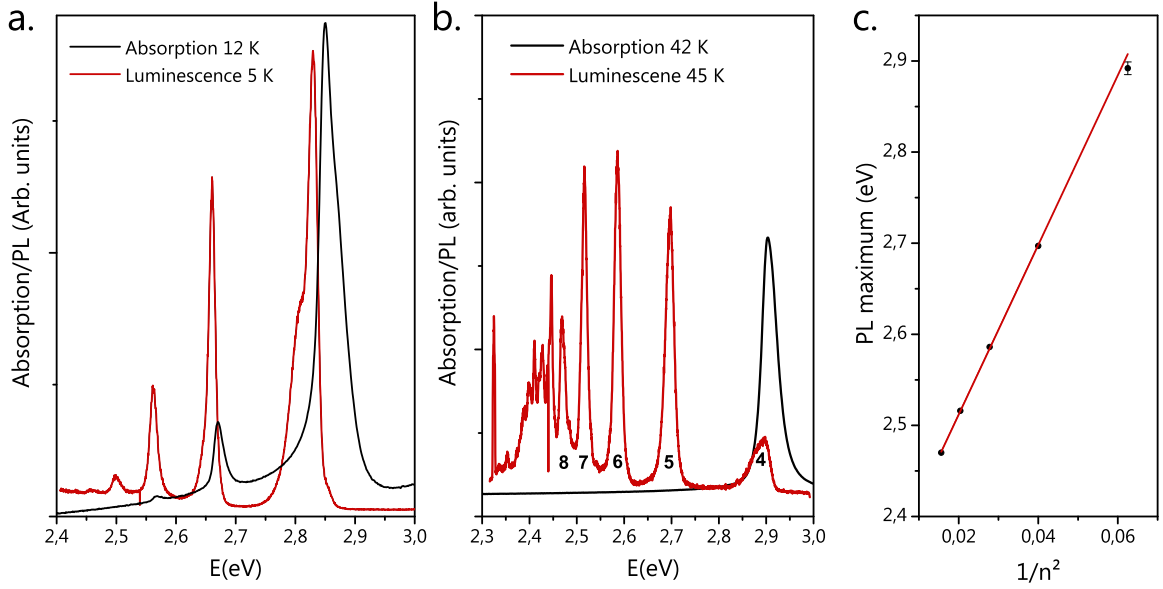 a.
Absorption 12 K
Luminescence 5 K
Absorption/PL (Arb. units)
2,4 2,5 2,6 2,7 2,8 2,9 3,0
E(eV)
b.
Absorption 42 K
Luminescene 45 K
Absorption/PL (arb. units)
8 7 6 5 4
2,3 2,4 2,5 2,6 2,7 2,8 2,9 3,0
E(eV)
c.
PL maximum (eV)
2,9
2,8
2,7
2,6
2,5
2,4
0,02 0,04 0,06
1/n²